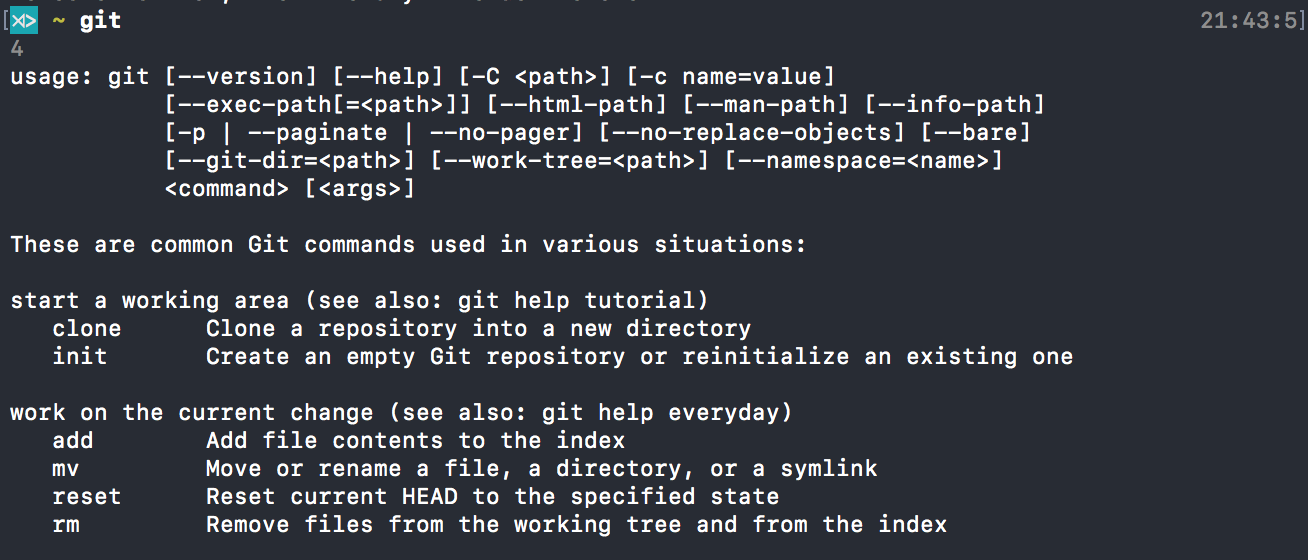 [⋊> ~ git 21:43:5]
4
usage: git [--version] [--help] [-C <path>] [-c name=value]
           [--exec-path[=<path>]] [--html-path] [--man-path] [--info-path]
           [-p | --paginate | --no-pager] [--no-replace-objects] [--bare]
           [--git-dir=<path>] [--work-tree=<path>] [--namespace=<name>]
           <command> [<args>]

These are common Git commands used in various situations:

start a working area (see also: git help tutorial)
   clone      Clone a repository into a new directory
   init       Create an empty Git repository or reinitialize an existing one

work on the current change (see also: git help everyday)
   add        Add file contents to the index
   mv         Move or rename a file, a directory, or a symlink
   reset      Reset current HEAD to the specified state
   rm         Remove files from the working tree and from the index